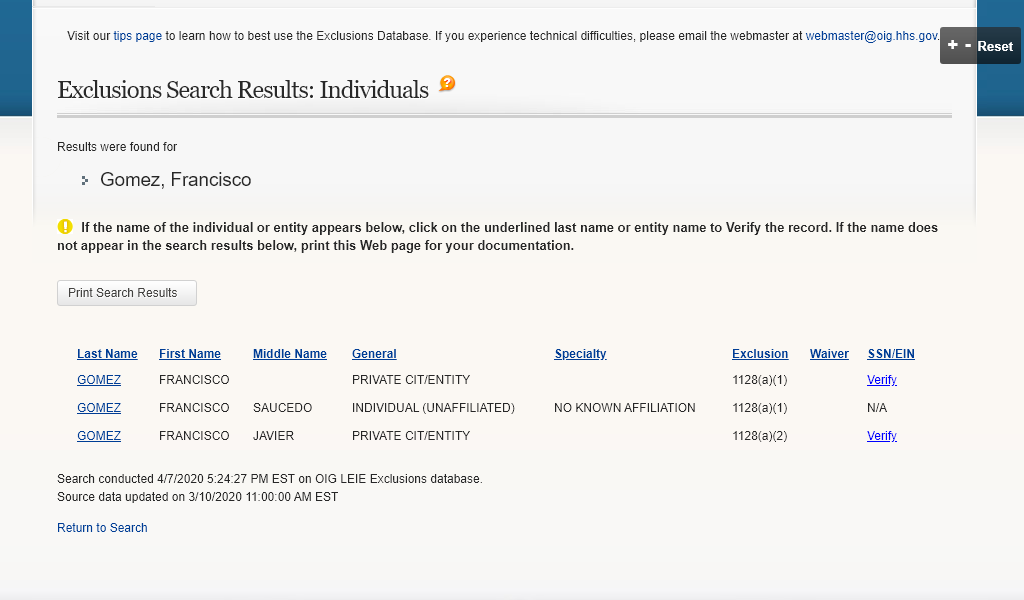 Visit our tips page to learn how to best use the Exclusions Database. If you experience technical difficulties, please email the webmaster at webmaster@oig.hhs.gov.
+ - Reset
Exclusions Search Results: Individuals
Results were found for
Gomez, Francisco
If the name of the individual or entity appears below, click on the underlined last name or entity name to Verify the record. If the name does
not appear in the search results below, print this Web page for your documentation.
Print Search Results
Last Name First Name Middle Name General Specialty Exclusion Waiver SSN/EIN
GOMEZ FRANCISCO PRIVATE CIT/ENTITY 1128(a)(1) Verify
GOMEZ FRANCISCO SAUCEDO INDIVIDUAL (UNAFFILIATED) NO KNOWN AFFILIATION 1128(a)(1) N/A
GOMEZ FRANCISCO JAVIER PRIVATE CIT/ENTITY 1128(a)(2) Verify
Search conducted 4/7/2020 5:24:27 PM EST on OIG LEIE Exclusions database.
Source data updated on 3/10/2020 11:00:00 AM EST
Return to Search